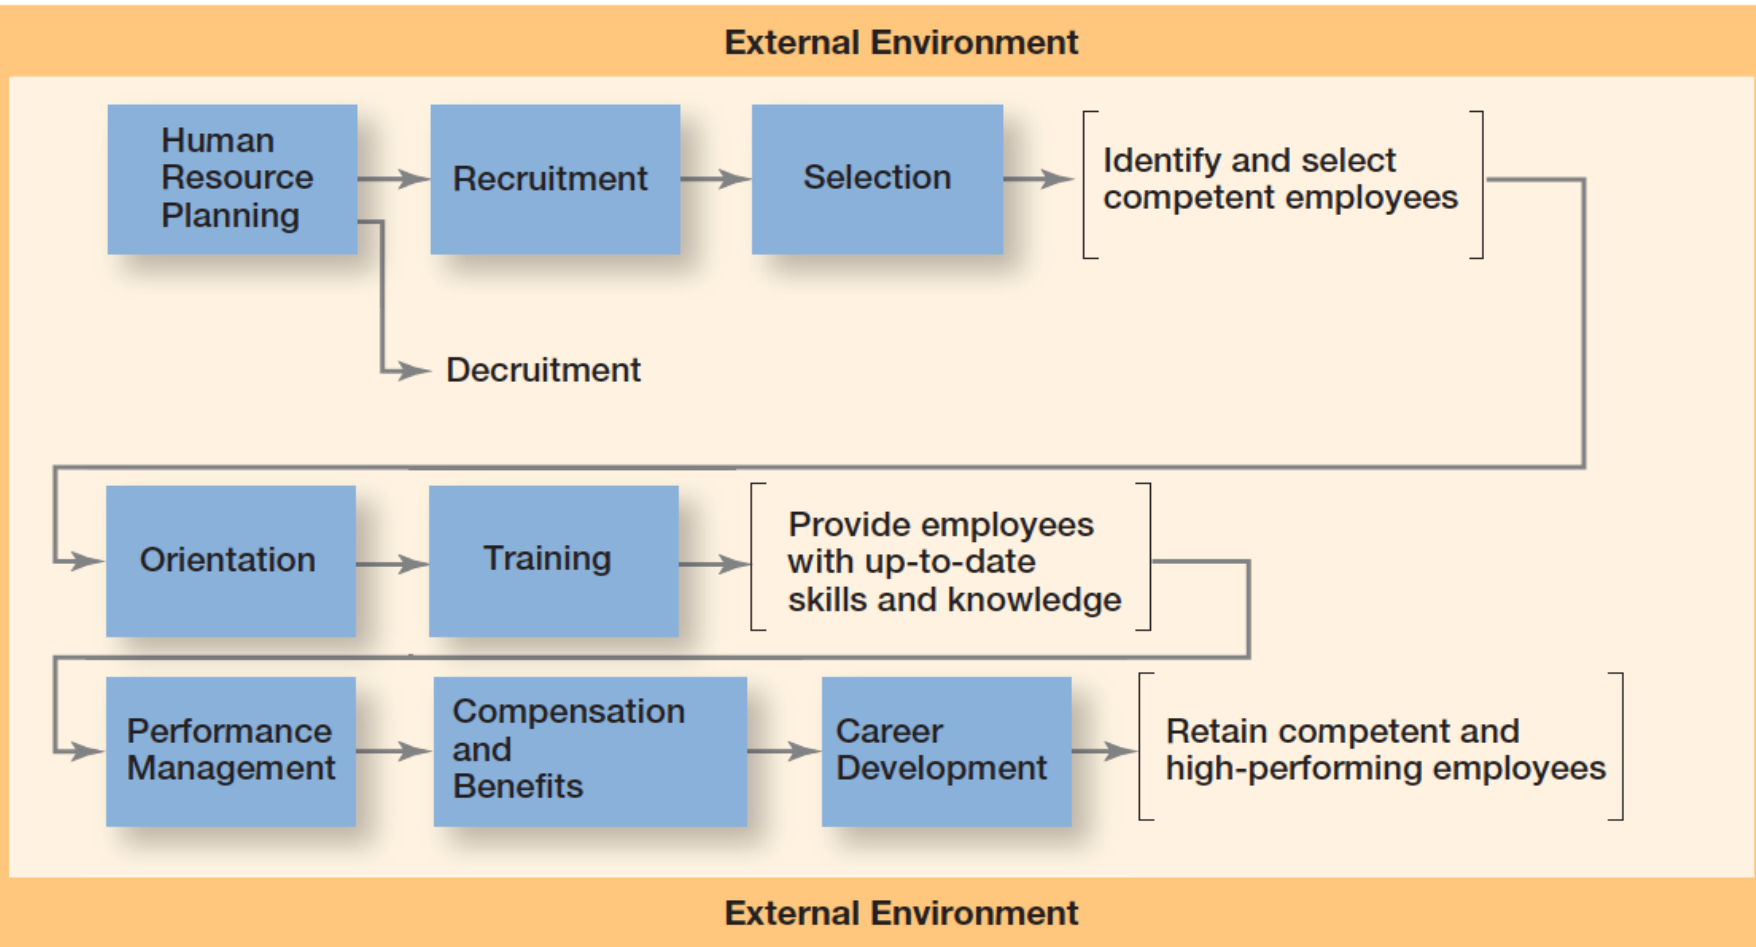 External Environment
Human
Resource
Planning
Recruitment
Selection
Identify and select
competent employees
Decruitment
Orientation
Training
Provide employees
with up-to-date
skills and knowledge
Performance
Management
Compensation
and
Benefits
Career
Development
Retain competent and
high-performing employees
External Environment